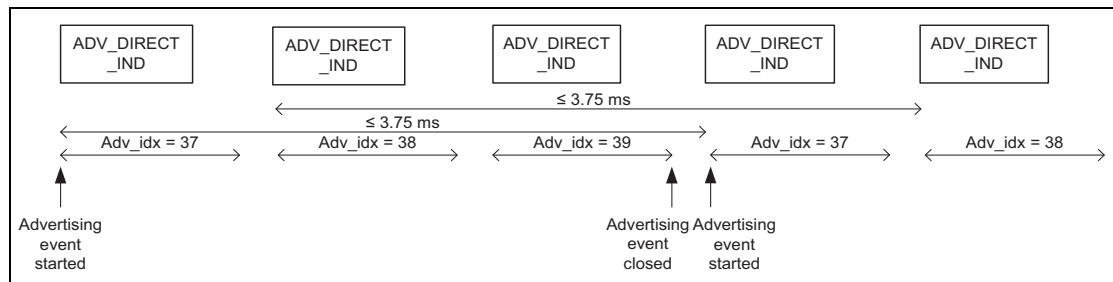 ADV_DIRECT
_IND
ADV_DIRECT
_IND
ADV_DIRECT
_IND
ADV_DIRECT
_IND
ADV_DIRECT
_IND
≤ 3.75 ms
≤ 3.75 ms
Adv_idx = 37
Adv_idx = 38
Adv_idx = 39
Adv_idx = 37
Adv_idx = 38
Advertising
event
started
Advertising
event
closed
Advertising
event
started